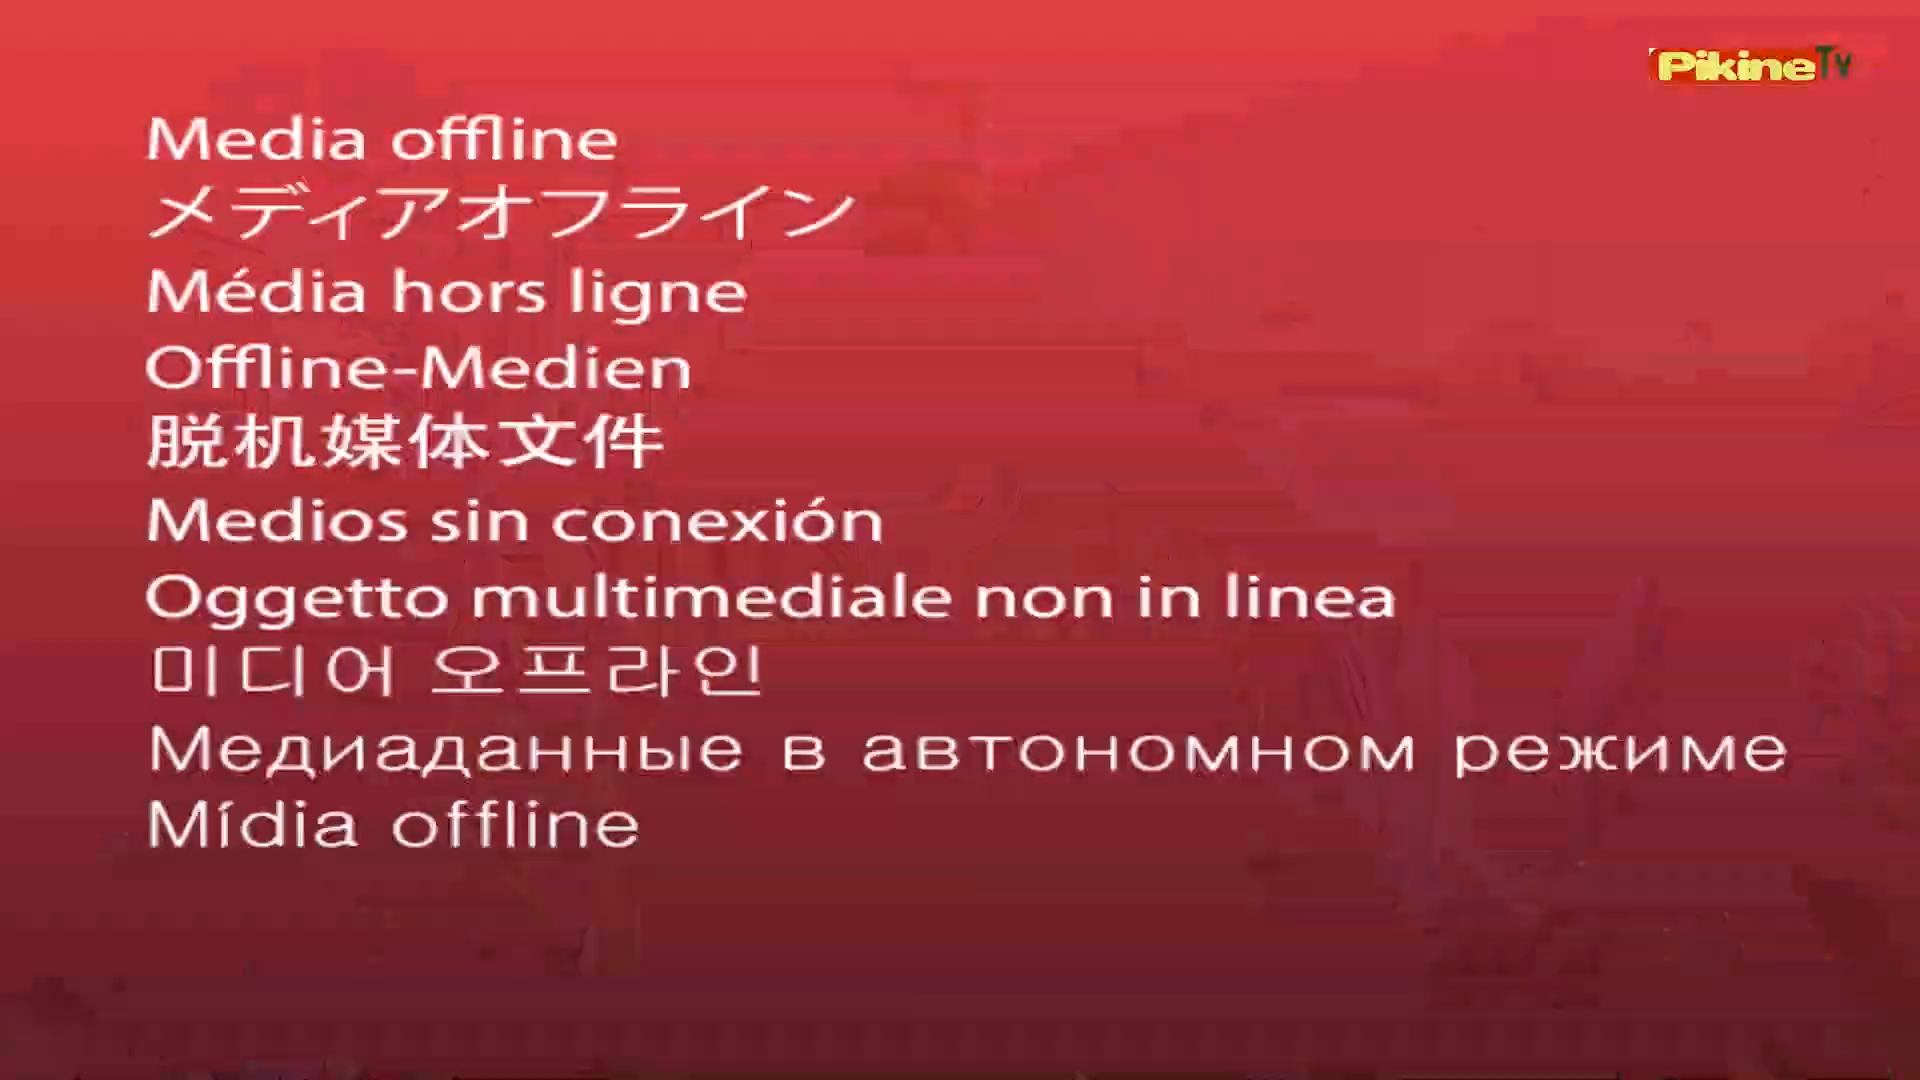 Pikine Tv
Media offline
メディアオフライン
Média hors ligne
Offline-Medien
脱机媒体文件
Medios sin conexión
Oggetto multimediale non in linea
미디어 오프라인
Медиаданные в автономном режиме
Mídia offline